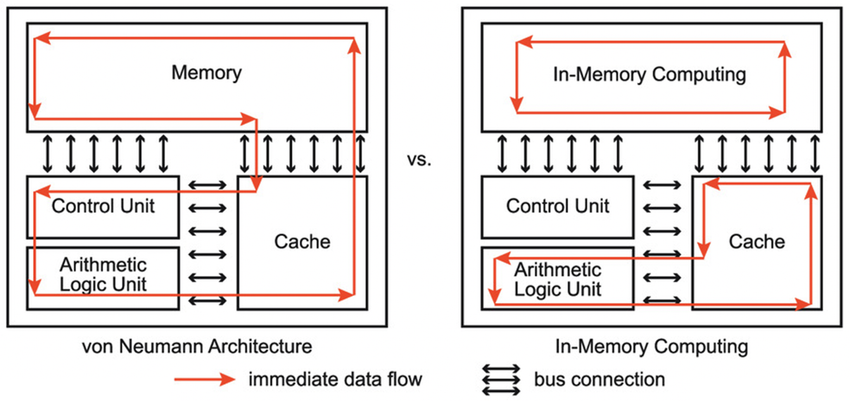 Memory
Control Unit
Arithmetic
Logic Unit
Cache
von Neumann Architecture
vs.
In-Memory Computing
Control Unit
Arithmetic
Logic Unit
Cache
In-Memory Computing
immediate data flow
bus connection